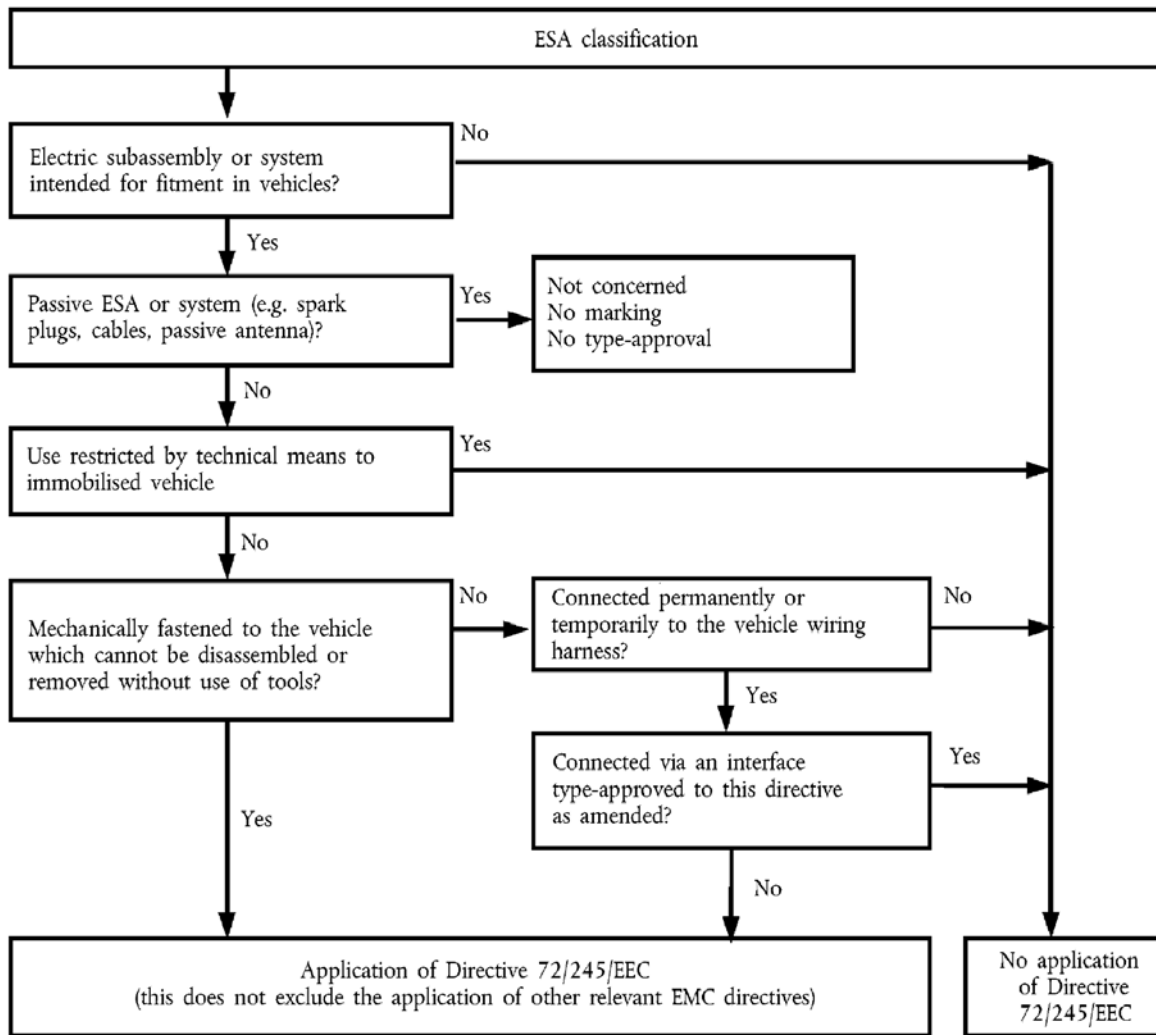 ESA classification
No
Electric subassembly or system
intended for fitment in vehicles?
Yes
Passive ESA or system (e.g. spark
plugs, cables, passive antenna)?
Yes
Not concerned
No marking
No type-approval
No
Use restricted by technical means to
immobilised vehicle
Yes
No
Mechanically fastened to the vehicle
which cannot be disassembled or
removed without use of tools?
No
Connected permanently or
temporarily to the vehicle wiring
harness?
No
Yes
Connected via an interface
type-approved to this directive
as amended?
Yes
Yes
No
Application of Directive 72/245/EEC
(this does not exclude the application of other relevant EMC directives)
No application
of Directive
72/245/EEC